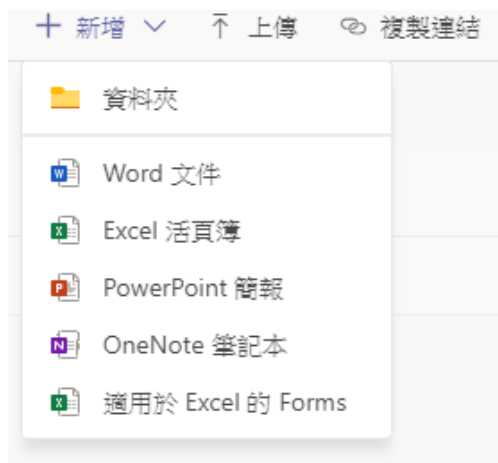 新增 上傳 複製連結
資料夾
Word 文件
Excel 活頁簿
PowerPoint 簡報
OneNote 筆記本
適用於 Excel 的 Forms